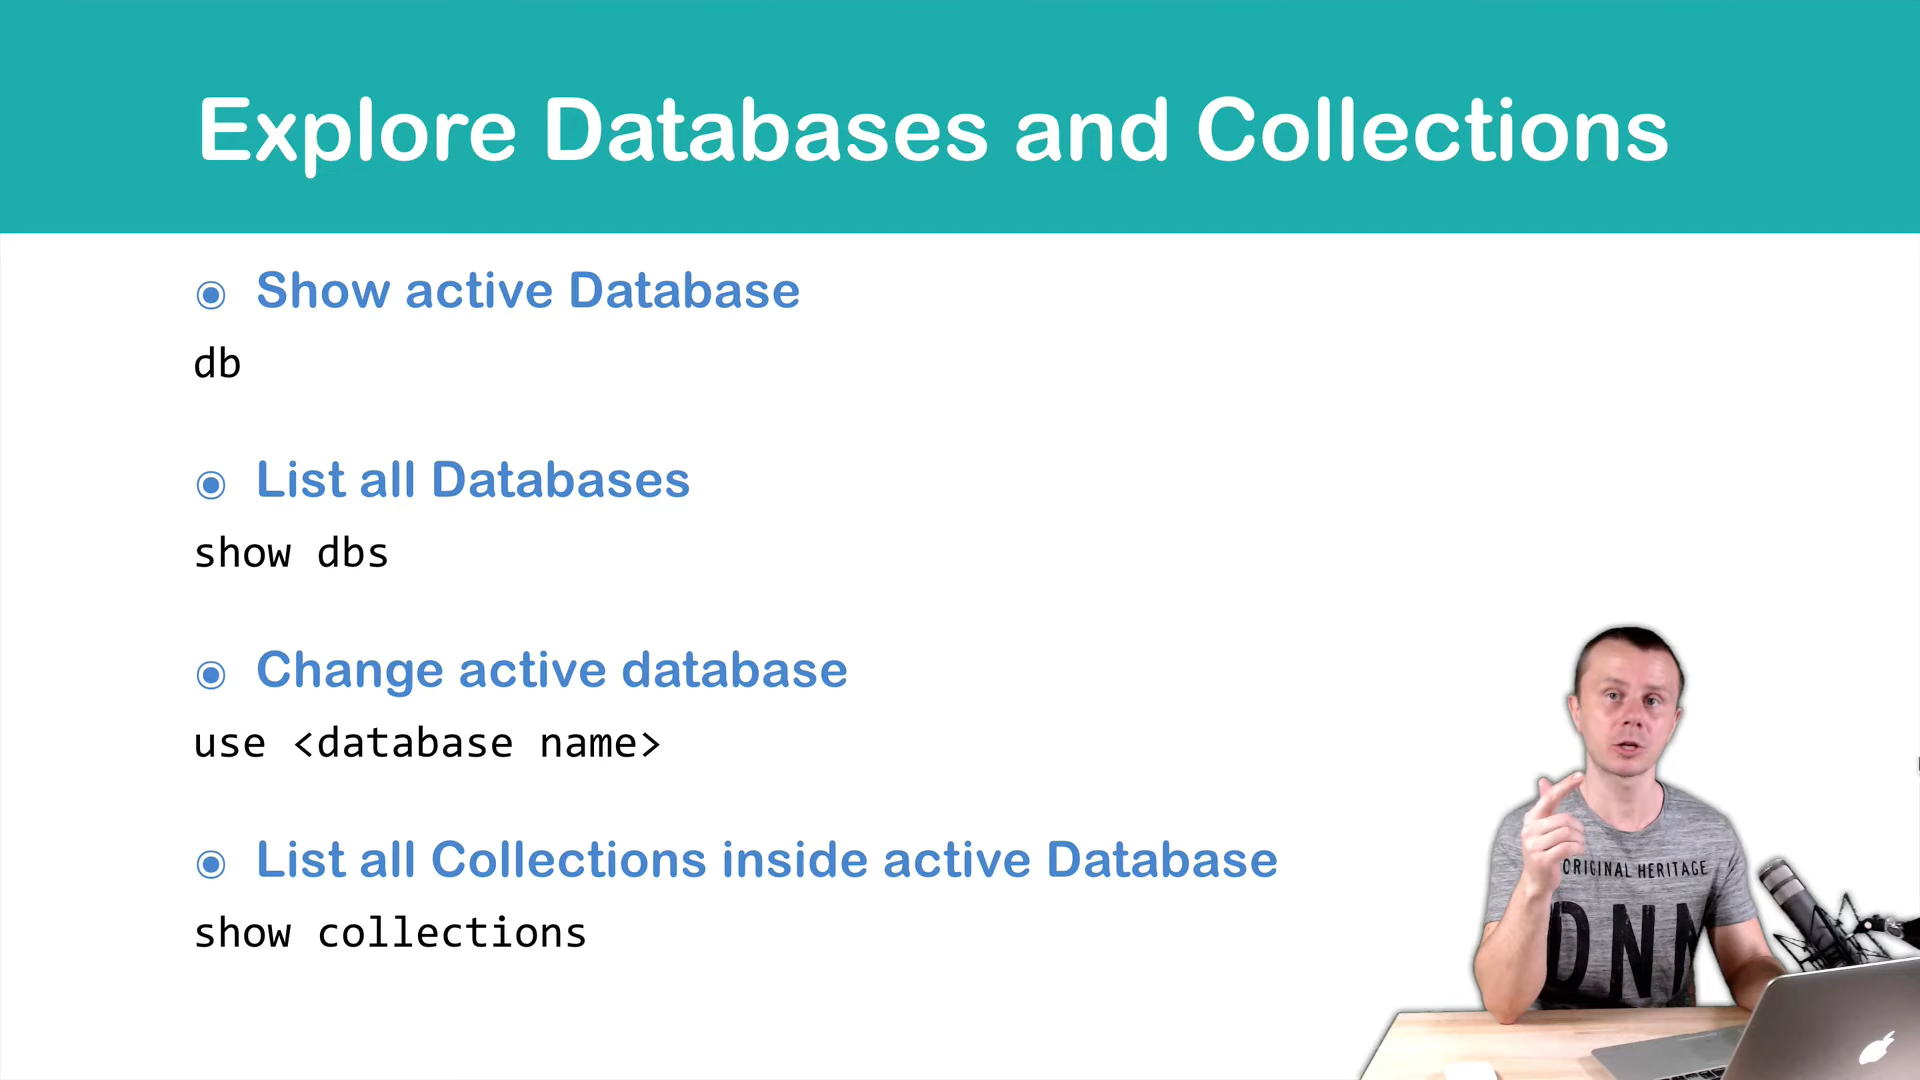 Explore Databases and Collections
Show active Database
db
List all Databases
show dbs
Change active database
use <database name>
List all Collections inside active Database
show collections
ORIGINAL HERITAGE
DNM